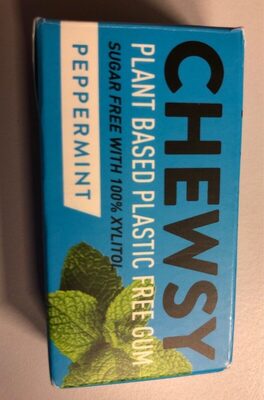 CHEWSY
PLANT BASED PLASTIC FREE GUM
SUGAR FREE WITH 100% XYLITOL
PEPPERMINT